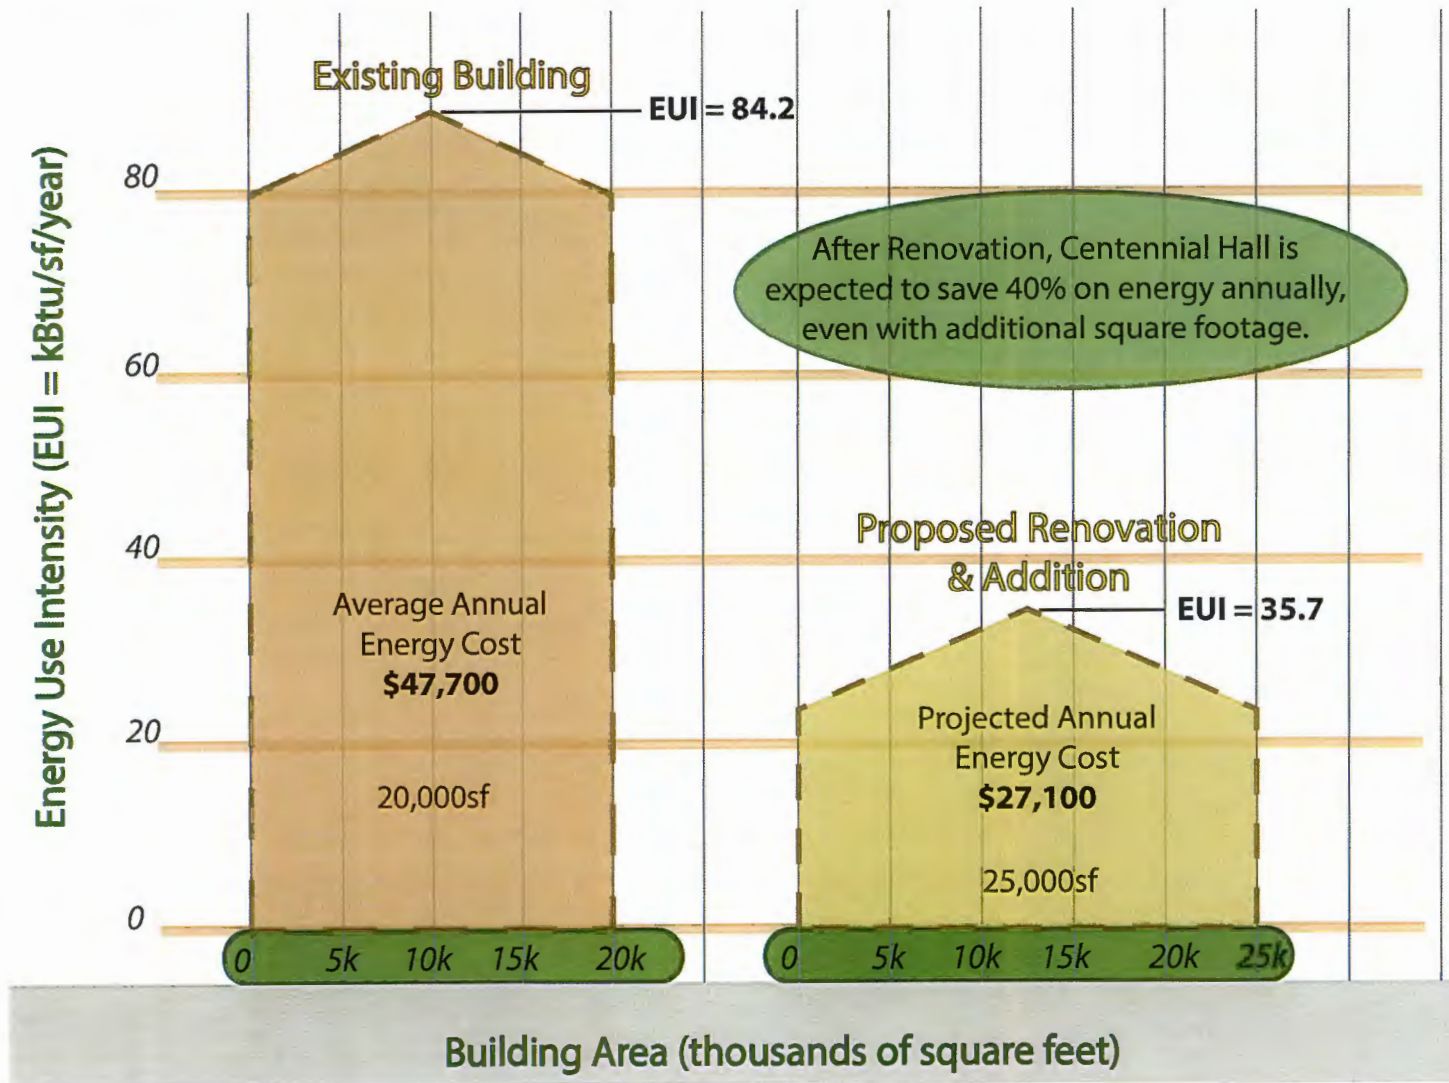 Existing Building
EUI = 84.2
Energy Use Intensity (EUI = kBtu/sf/year)
80
60
40
20
0
After Renovation, Centennial Hall is
expected to save 40% on energy annually,
even with additional square footage.
Average Annual
Energy Cost
$47,700
20,000sf
Proposed Renovation
& Addition
EUI = 35.7
Projected Annual
Energy Cost
$27,100
25,000sf
0 5k 10k 15k 20k
0 5k 10k 15k 20k 25k
Building Area (thousands of square feet)